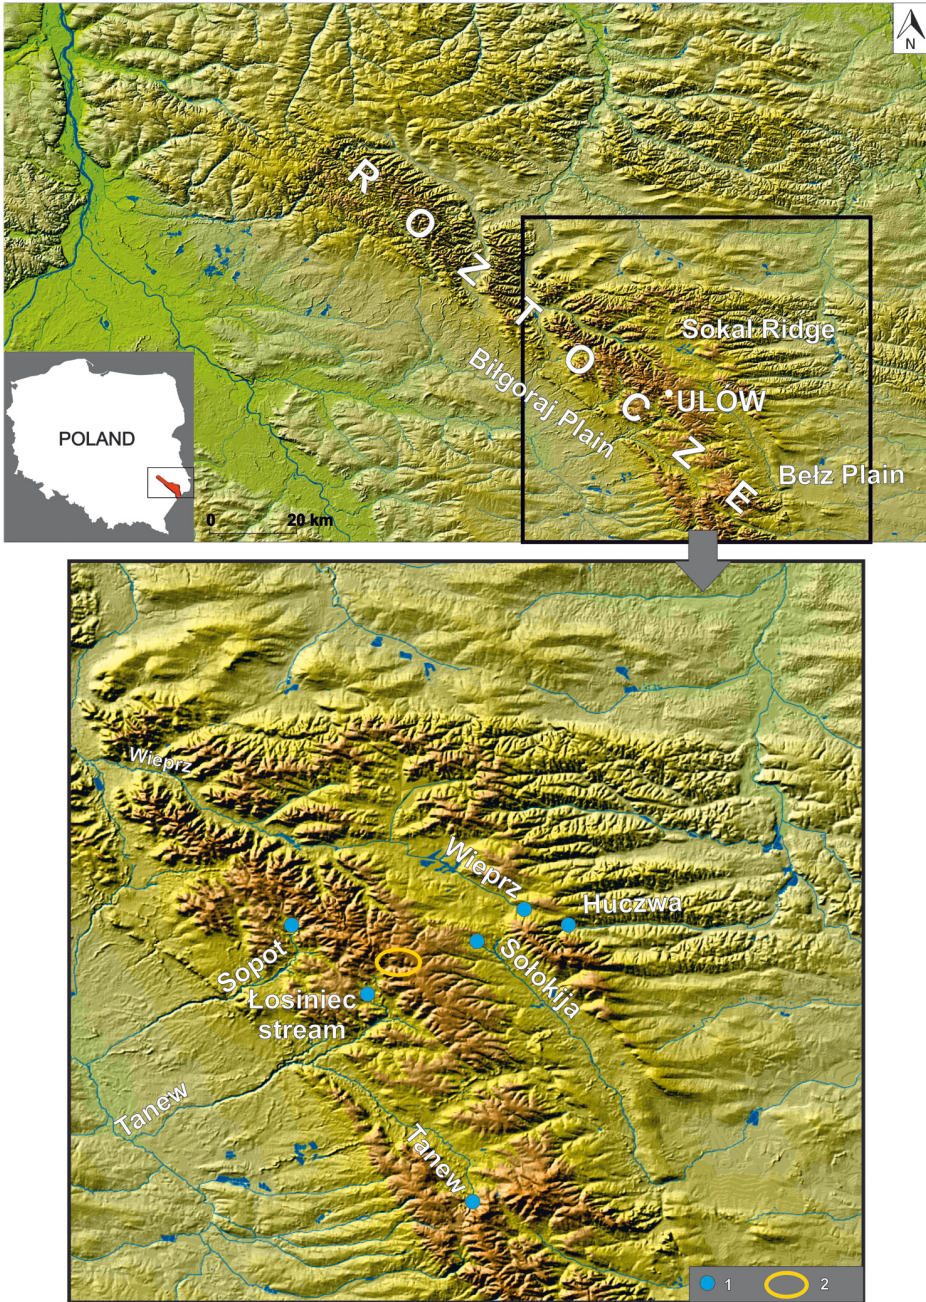 N
R O Z T O C Z E
Sokal Ridge
ULÓW
Biłgoraj Plain
Bełz Plain
POLAND
0 20 km
Wieprz
Wieprz
Huczwa
Sopot
Sołokija
Łosiniec
stream
Tanew
Tanew
1 2